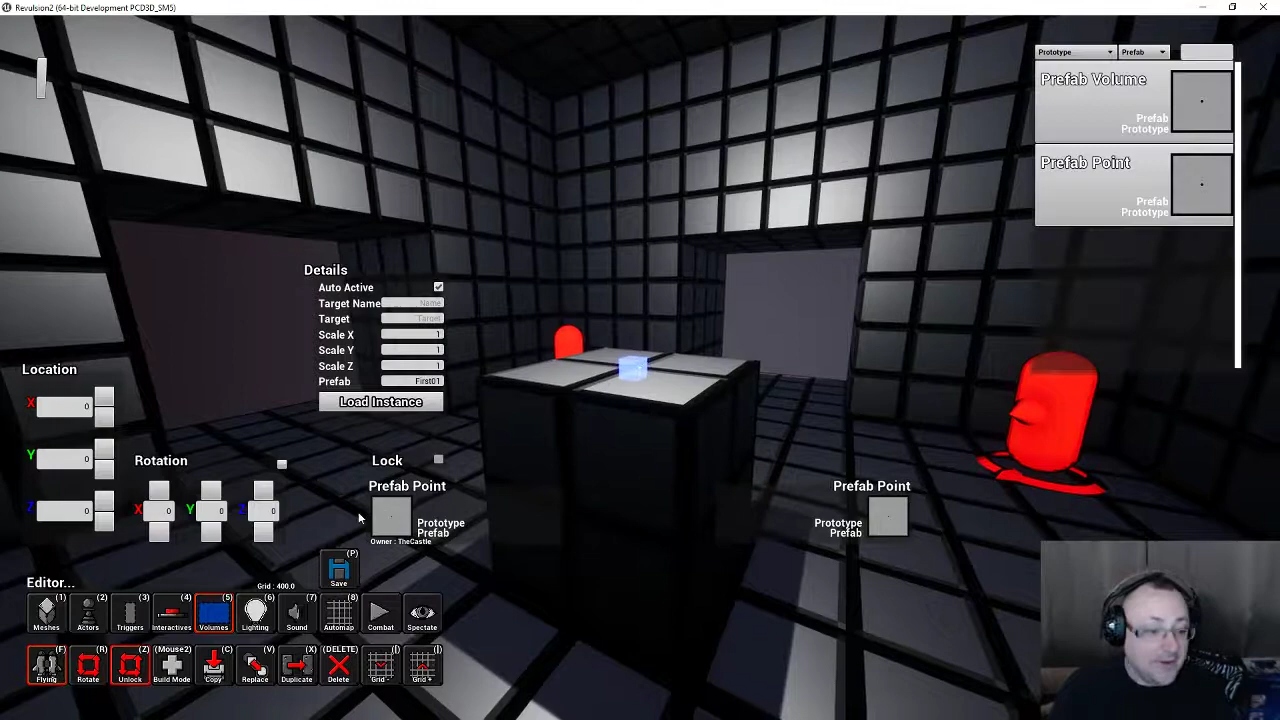 Revulsion2 (64-bit Development PCD3D_SM5)
Prototype
Prefab
Prefab Volume
Prefab
Prototype
Prefab Point
Prefab
Prototype
Details
Auto Active
Target Name
Name
Target
Target
Scale X
1
Scale Y
1
Scale Z
1
Prefab
First01
Load Instance
Location
X
0
Y
0
Z
0
Rotation
X
0
Y
0
Z
0
Lock
Prefab Point
Prototype
Prefab
Owner : TheCastle
Prefab Point
Prototype
Prefab
(P)
Save
Editor...
Grid : 400.0
(1)
Meshes
(2)
Actors
(3)
Triggers
(4)
Interactives
(5)
Volumes
(6)
Lighting
(7)
Sound
(8)
Automap
Combat
Spectate
(F)
Flying
(R)
Rotate
(Z)
Unlock
(Mouse2)
Build Mode
(C)
Copy
(V)
Replace
(X)
Duplicate
(DELETE)
Delete
([)
Grid -
(])
Grid +